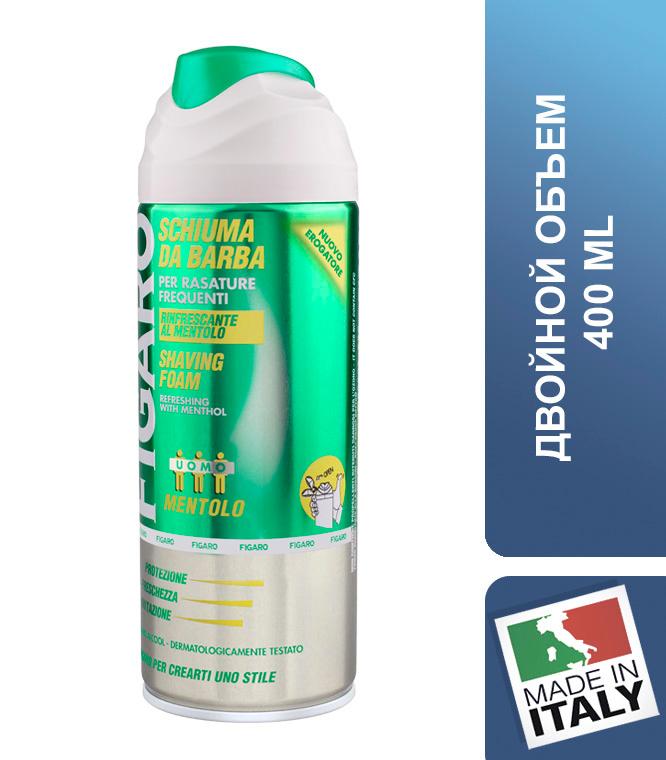 FIGARO
SCHIUMA
DA BARBA
PER RASATURE
FREQUENTI
RINFRESCANTE
AL MENTOLO
SHAVING
FOAM
REFRESHING
WITH MENTHOL
NUOVO
EROGATORE
UOMO
MENTOLO
FIGARO FIGARO FIGARO FIGARO
PROTEZIONE
ALCOOL - DERMATOLOGICAMENTE TESTATO
PER CREARTI UNO STILE
ДВОЙНОЙ ОБЪЕМ
400 ML
MADE IN
ITALY